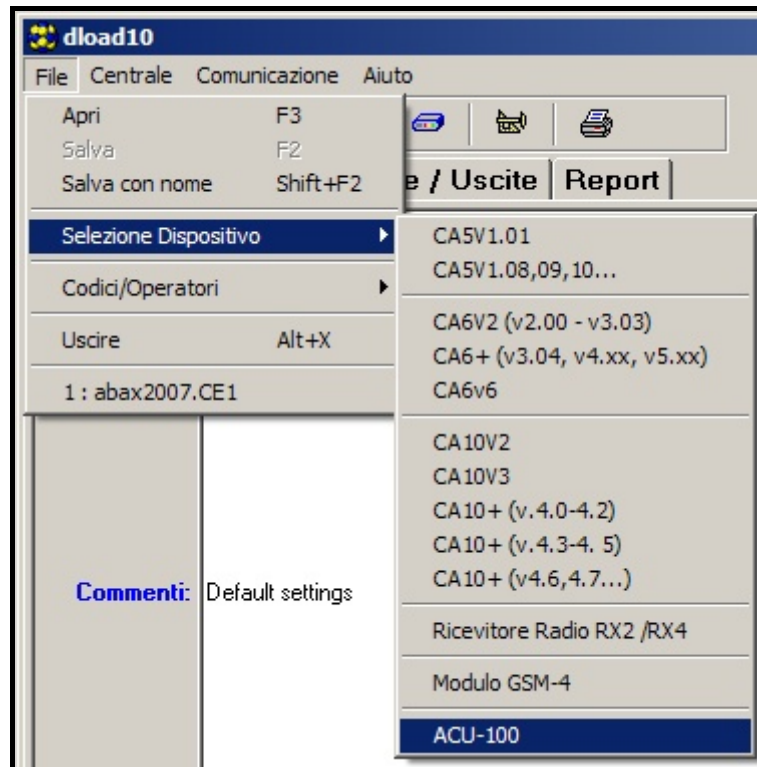 dload10
File Centrale Comunicazione Aiuto
Apri F3
Salva F2
Salva con nome Shift+F2
e / Uscite Report
Selezione Dispositivo
Codici/Operatori
Uscire Alt+X
1 : abax2007.CE1
CA5V1.01
CA5V1.08,09,10...
CA6V2 (v2.00 - v3.03)
CA6+ (v3.04, v4.xx, v5.xx)
CA6v6
CA10V2
CA10V3
CA10+ (v.4.0-4.2)
CA10+ (v.4.3-4. 5)
CA10+ (v4.6,4.7...)
Ricevitore Radio RX2 /RX4
Modulo GSM-4
ACU-100
Commenti: Default settings